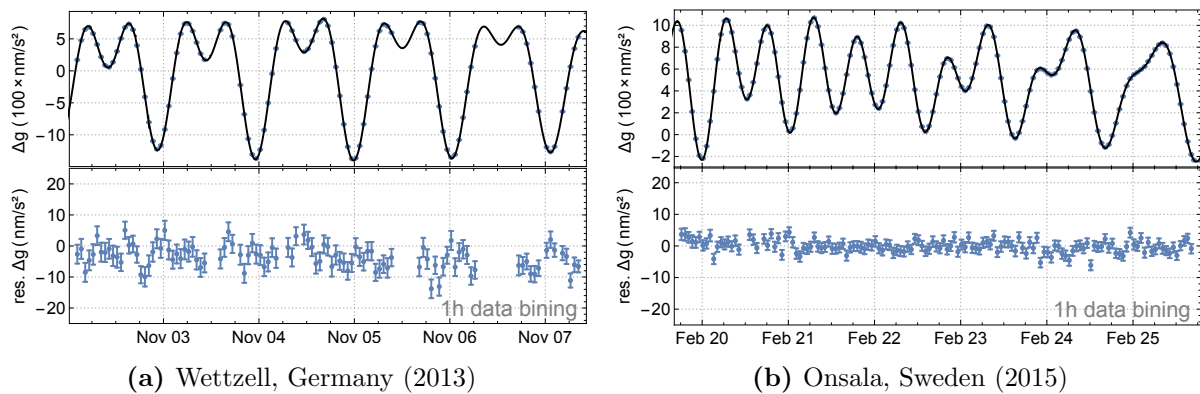 Δg (100×nm/s²)
5
0
−5
−10
res. Δg (nm/s²)
20
10
0
−10
−20
1h data bining
Nov 03 Nov 04 Nov 05 Nov 06 Nov 07
(a) Wettzell, Germany (2013)
Δg (100×nm/s²)
10
8
6
4
2
0
−2
res. Δg (nm/s²)
20
10
0
−10
−20
1h data bining
Feb 20 Feb 21 Feb 22 Feb 23 Feb 24 Feb 25
(b) Onsala, Sweden (2015)